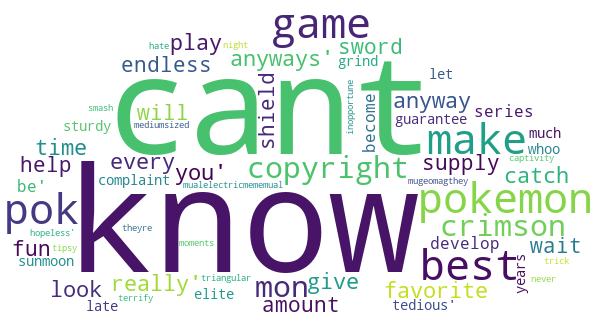 game
play
sword
hate
night
anyways'
endless
grind
cant
shield
let
smash
will
mediumsized
inopportune
become
anyway
series
guarantee
sturdy
time
make
much
whoo
every
you'
copyright
supply
captivity
help
know
complaint
mualelectricmememual
mugeomagthey
catch
be'
pok
pokemon
theyre
crimson
hopeless'
fun
tipsy
moments
best
develop
wait
sunmoon
really'
triangular
mon
give
years
trick
look
elite
favorite
never
late
terrify
amount
tedious'